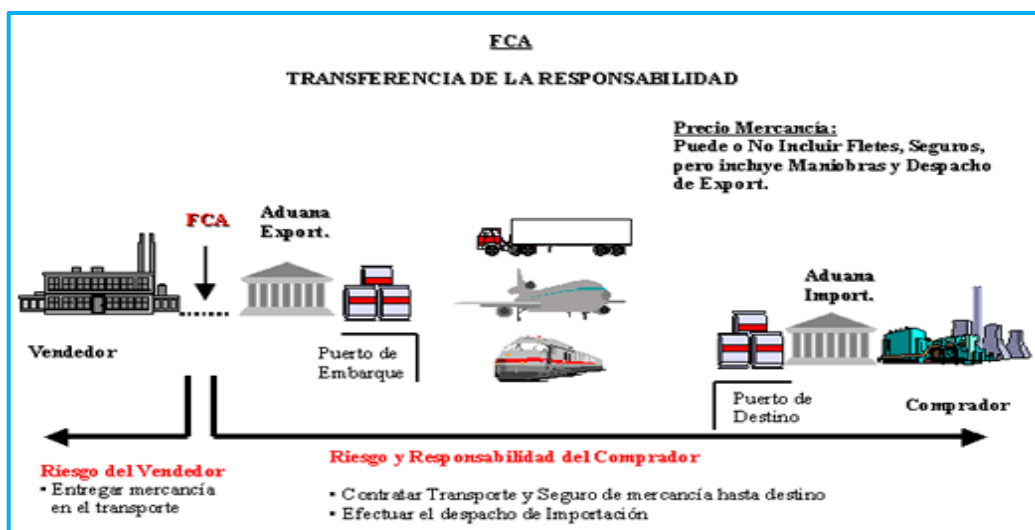 FCA
TRANSFERENCIA DE LA RESPONSABILIDAD
Precio Mercancía:
Puede o No Incluir Fletes, Seguros,
pero incluye Maniobras y Despacho
de Export.
FCA
Aduana
Export.
Aduana
Import.
Vendedor
Puerto de
Embarque
Puerto de
Destino
Comprador
Riesgo del Vendedor
▪ Entregar mercancía
en el transporte
Riesgo y Responsabilidad del Comprador
▪ Contratar Transporte y Seguro de mercancía hasta destino
▪ Efectuar el despacho de Importación